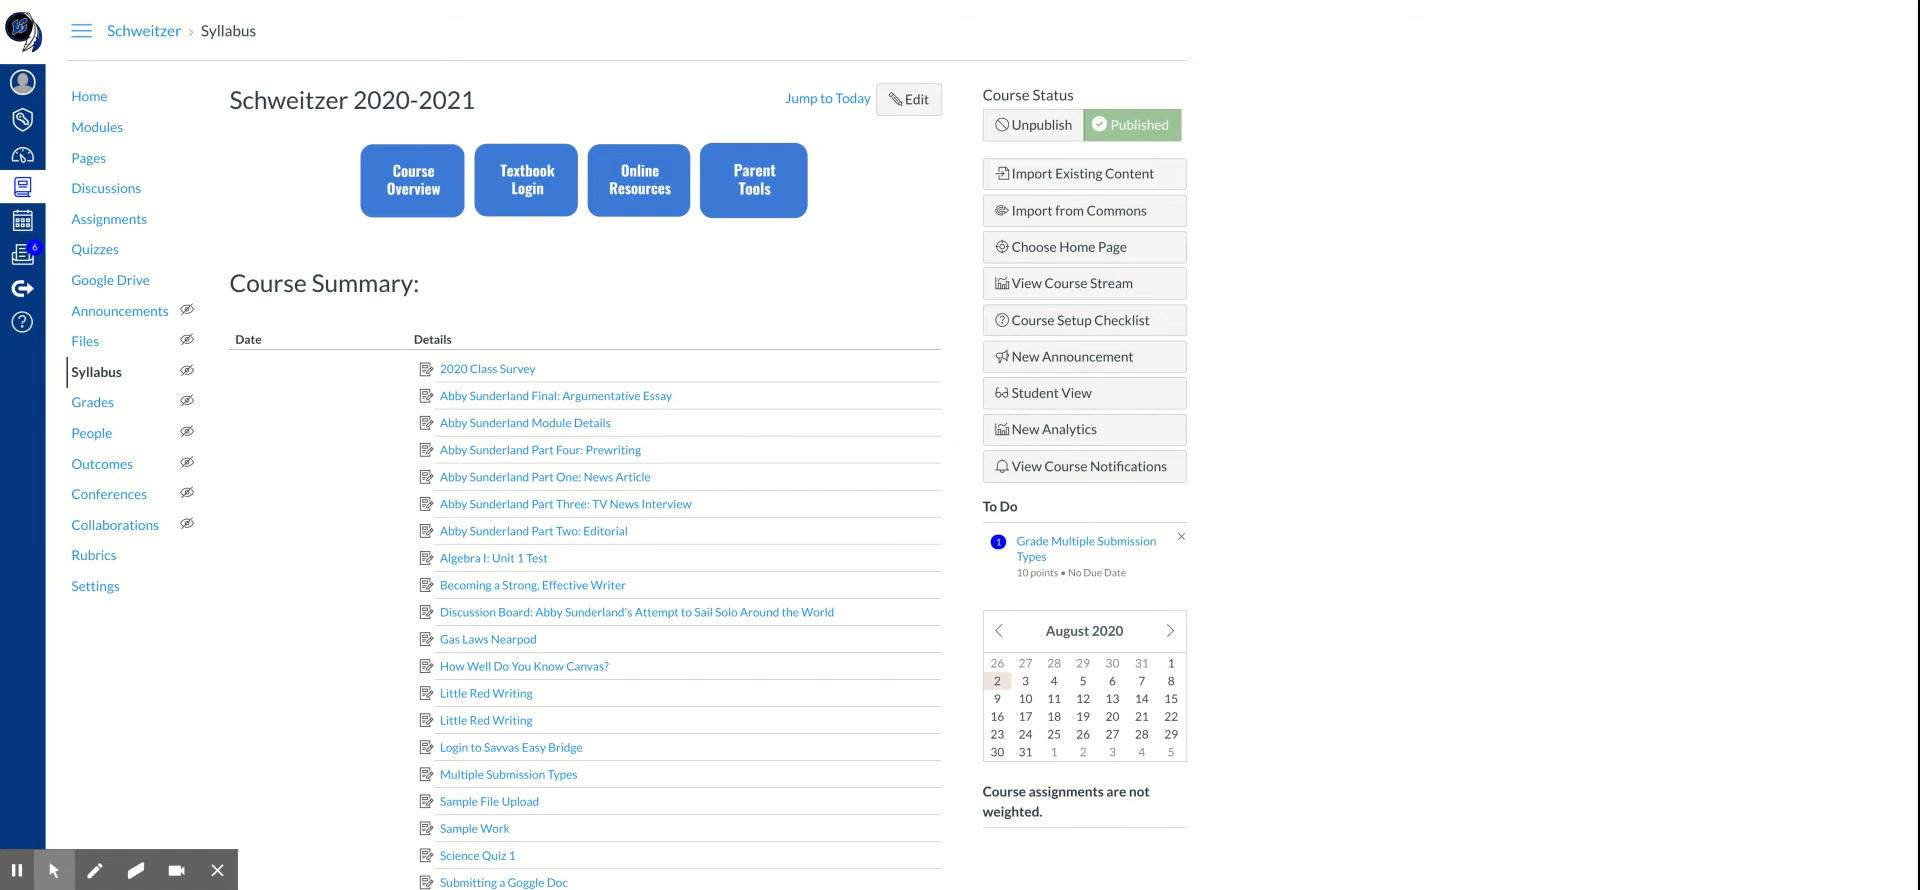 Schweitzer › Syllabus
Home
Modules
Pages
Discussions
Assignments
Quizzes
Google Drive
Announcements
Files
Syllabus
Grades
People
Outcomes
Conferences
Collaborations
Rubrics
Settings
6
Schweitzer 2020-2021
Jump to Today
Edit
Course
Overview
Textbook
Login
Online
Resources
Parent
Tools
Course Summary:
Date Details
2020 Class Survey
Abby Sunderland Final: Argumentative Essay
Abby Sunderland Module Details
Abby Sunderland Part Four: Prewriting
Abby Sunderland Part One: News Article
Abby Sunderland Part Three: TV News Interview
Abby Sunderland Part Two: Editorial
Algebra I: Unit 1 Test
Becoming a Strong, Effective Writer
Discussion Board: Abby Sunderland's Attempt to Sail Solo Around the World
Gas Laws Nearpod
How Well Do You Know Canvas?
Little Red Writing
Little Red Writing
Login to Savvas Easy Bridge
Multiple Submission Types
Sample File Upload
Sample Work
Science Quiz 1
Submitting a Goggle Doc
Course Status
Unpublish Published
Import Existing Content
Import from Commons
Choose Home Page
View Course Stream
Course Setup Checklist
New Announcement
Student View
New Analytics
View Course Notifications
To Do
1 Grade Multiple Submission
Types
10 points • No Due Date
August 2020
26 27 28 29 30 31 1
2 3 4 5 6 7 8
9 10 11 12 13 14 15
16 17 18 19 20 21 22
23 24 25 26 27 28 29
30 31 1 2 3 4 5
Course assignments are not
weighted.